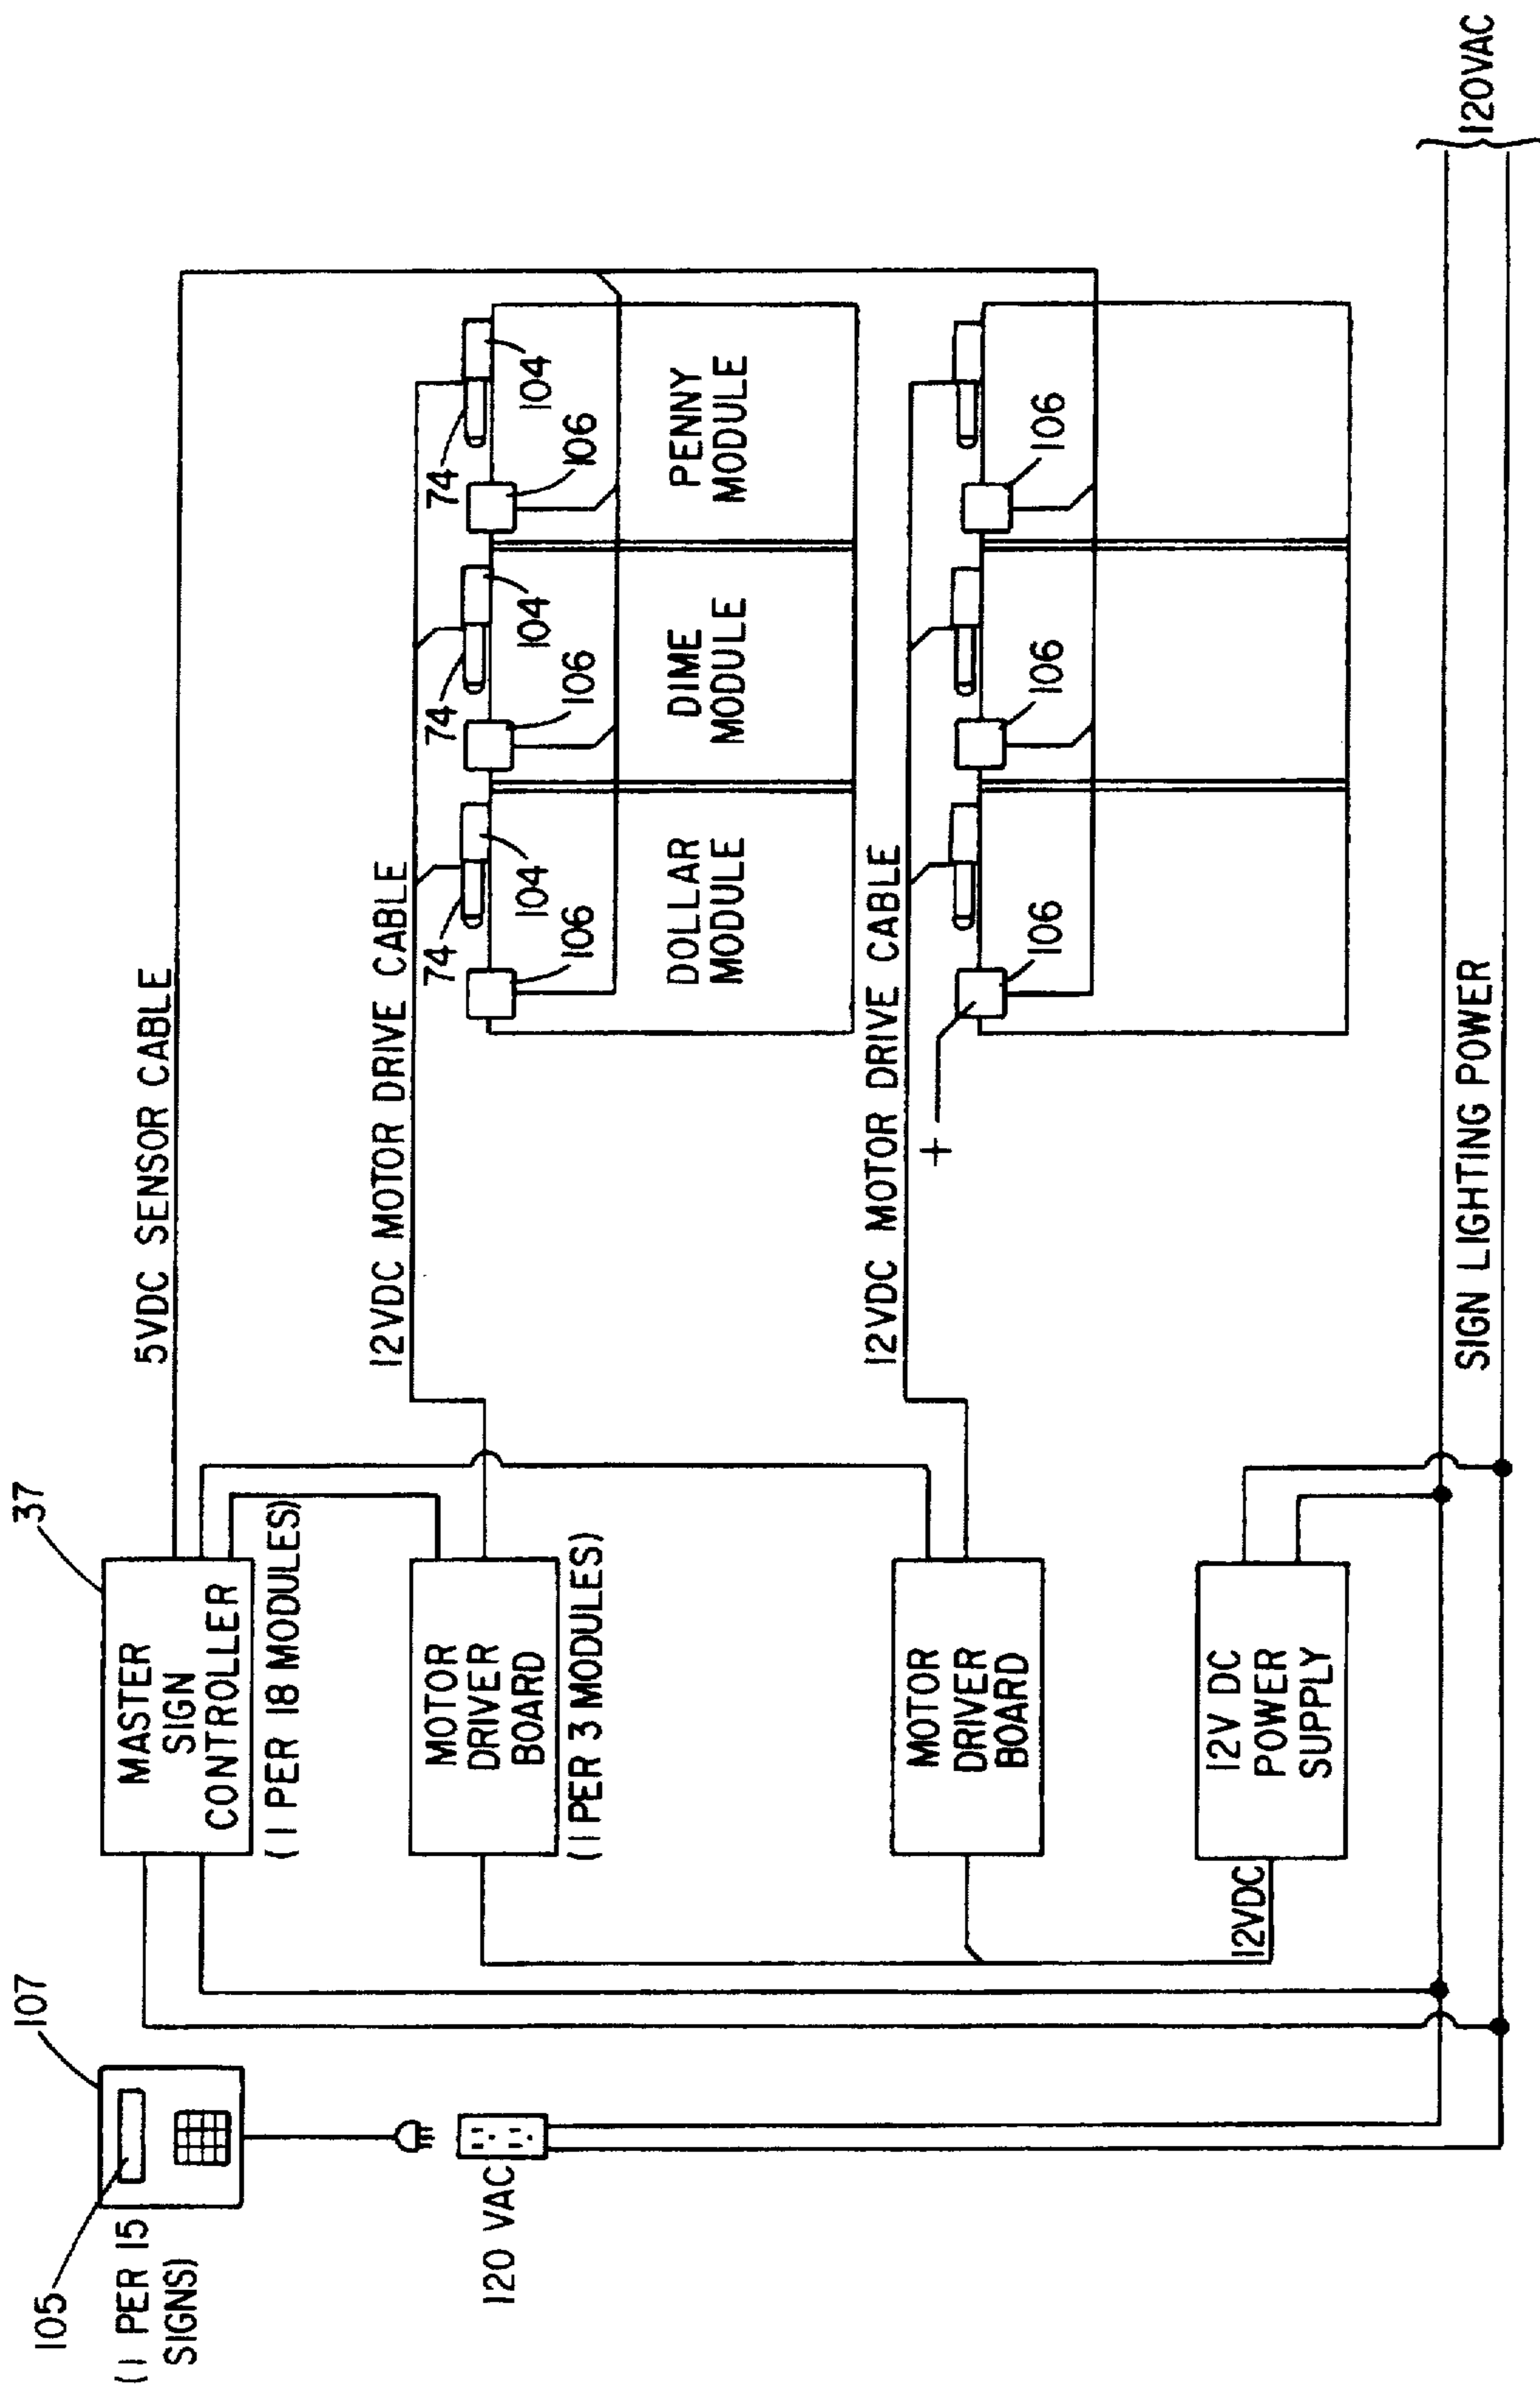 107
105
(1 PER 15
SIGNS)
120 VAC
37
MASTER
SIGN
CONTROLLER
(1 PER 18 MODULES)
MOTOR
DRIVER
BOARD
(1 PER 3 MODULES)
MOTOR
DRIVER
BOARD
12V DC
POWER
SUPPLY
12VDC
5VDC SENSOR CABLE
12VDC MOTOR DRIVE CABLE
74
104
106
74
104
106
74
104
106
DOLLAR
MODULE
DIME
MODULE
PENNY
MODULE
12VDC MOTOR DRIVE CABLE
+
106
106
106
SIGN LIGHTING POWER
120VAC